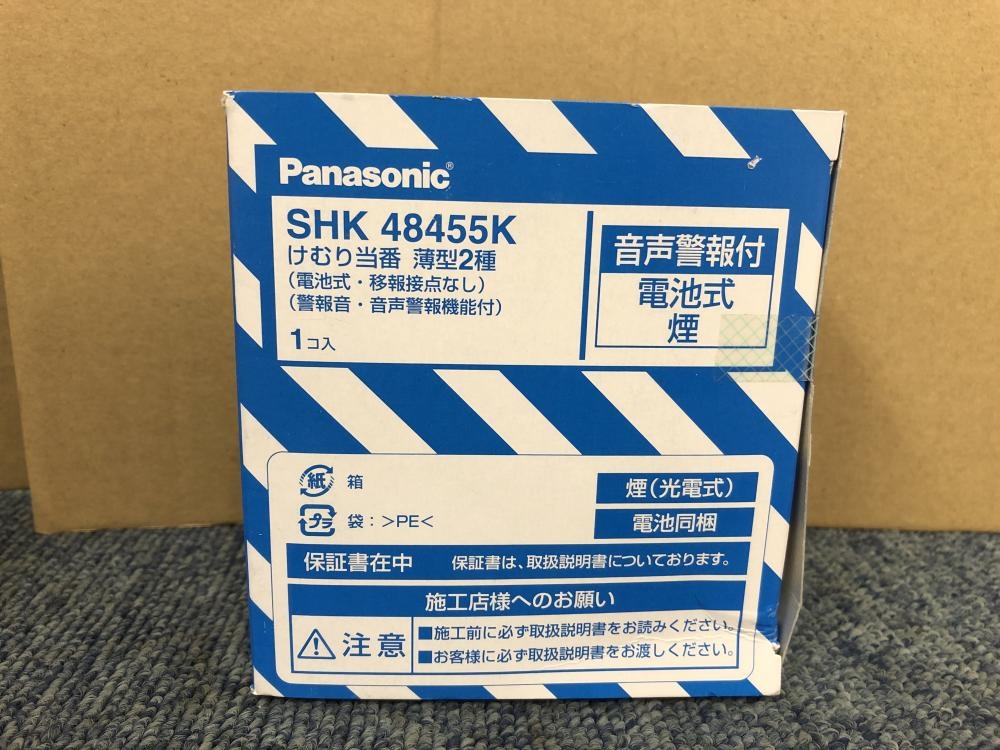 Panasonic®
SHK 48455K
けむり当番 薄型2種
(電池式・移報接点なし)
(警報音・音声警報機能付)
1コ入
音声警報付
電池式
煙
紙 箱
プラ 袋：>PE<
煙(光電式)
電池同梱
保証書在中 保証書は、取扱説明書についております。
施工店様へのお願い
注意
■施工前に必ず取扱説明書をお読みください。
■お客様に必ず取扱説明書をお渡しください。